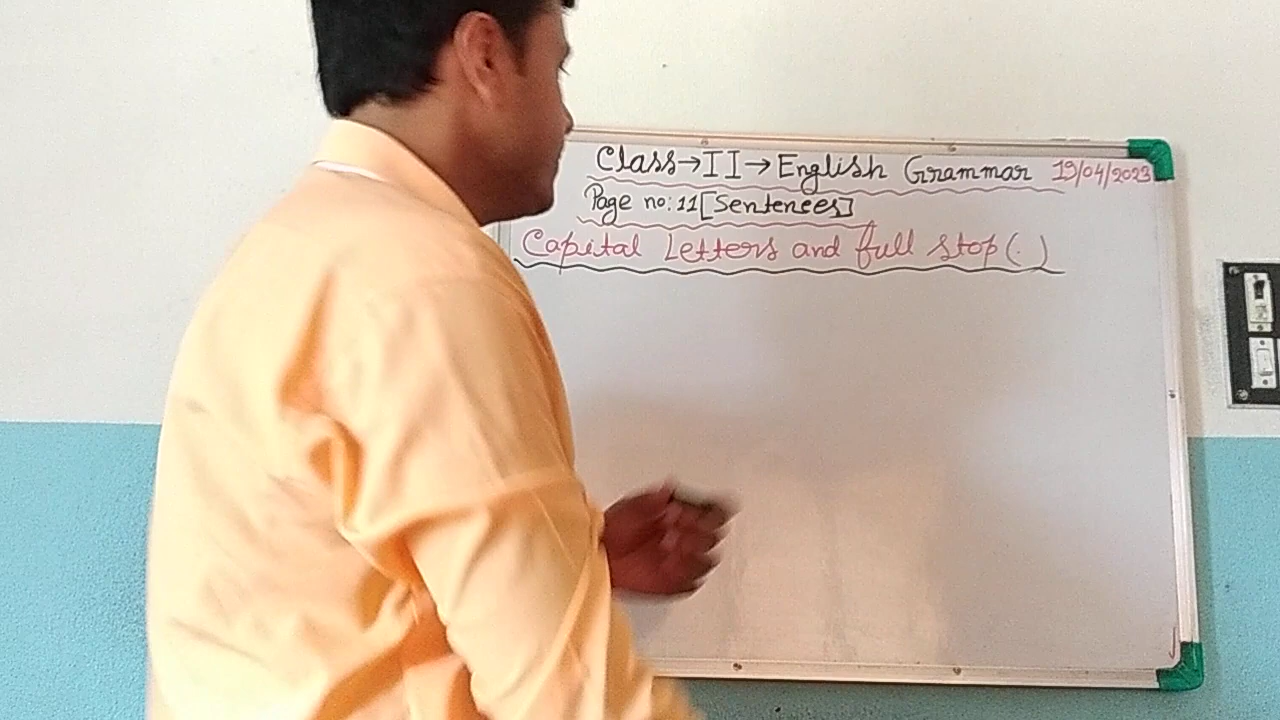 Class→II→English Grammar 19/04/2023
Page no:11[Sentences]
Capital Letters and full stop(.)